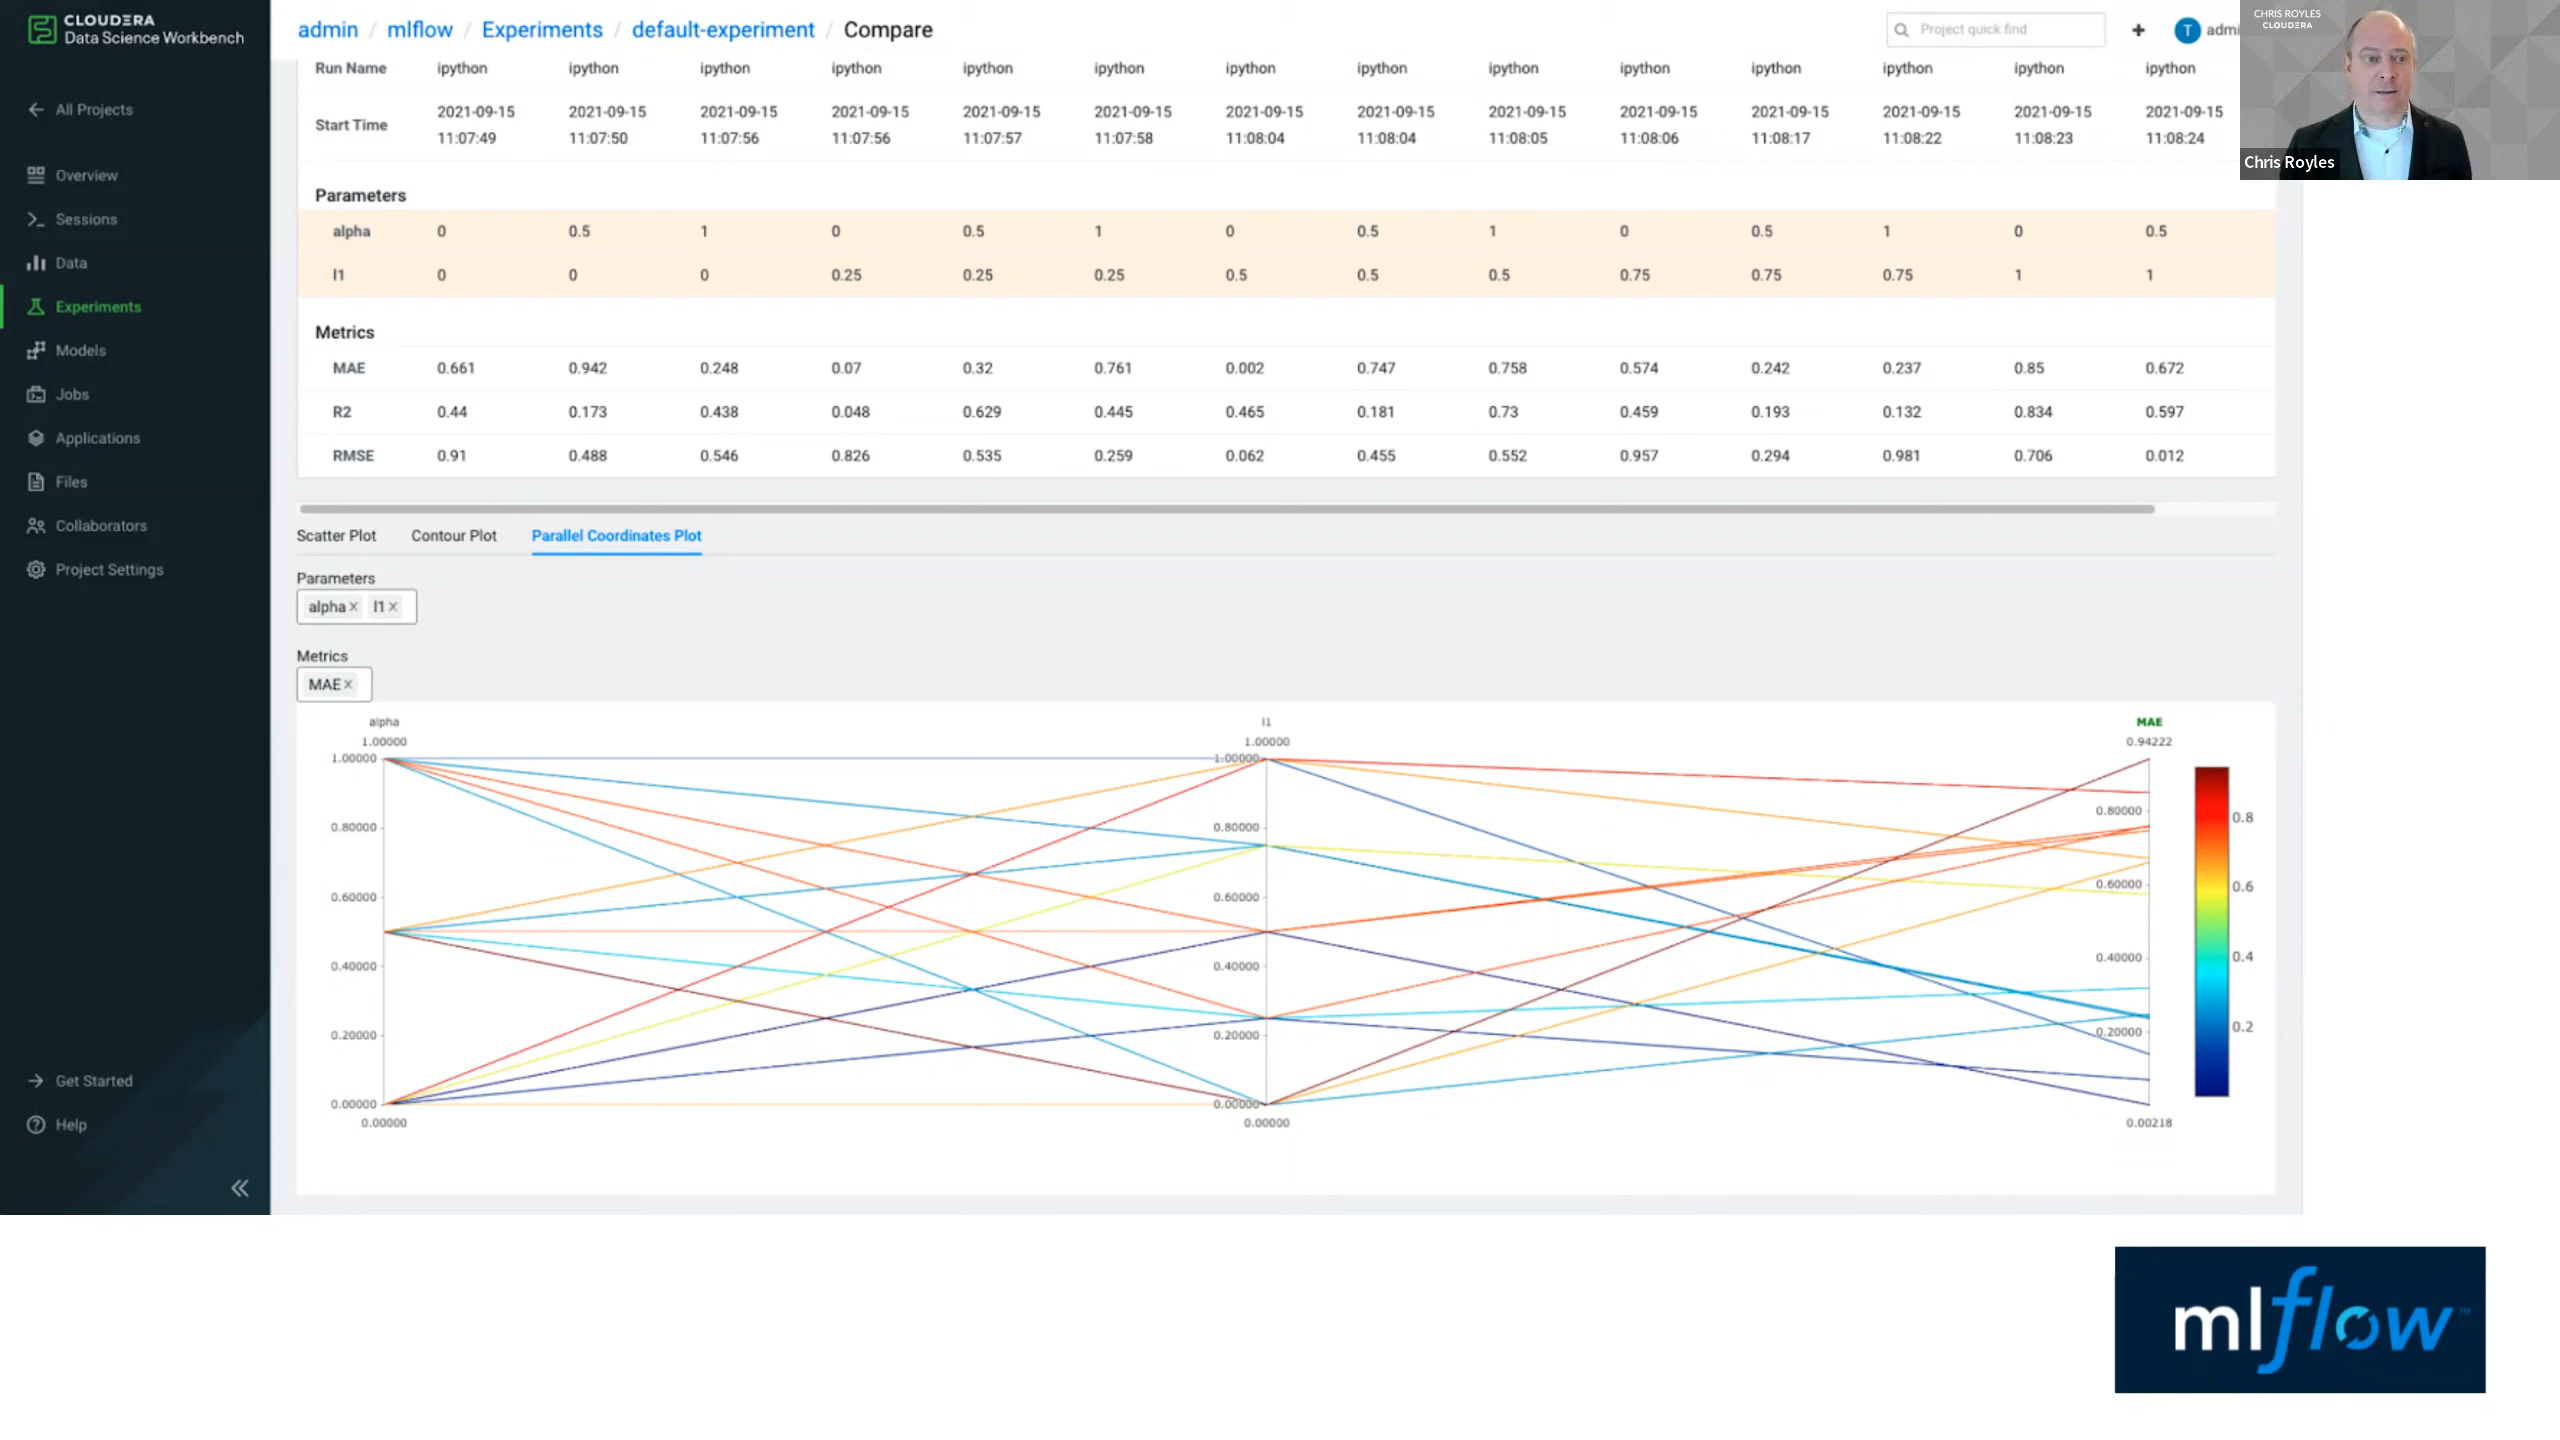 CLOUDERA
Data Science Workbench
All Projects
Overview
Sessions
Data
Experiments
Models
Jobs
Applications
Files
Collaborators
Project Settings
Get Started
Help
admin / mlflow / Experiments / default-experiment / Compare
Project quick find
T admi
CHRIS ROYLES
CLOUDERA
Chris Royles
Run Name ipython ipython ipython ipython ipython ipython ipython ipython ipython ipython ipython ipython ipython ipython
Start Time 2021-09-15 2021-09-15 2021-09-15 2021-09-15 2021-09-15 2021-09-15 2021-09-15 2021-09-15 2021-09-15 2021-09-15 2021-09-15 2021-09-15 2021-09-15 2021-09-15
11:07:49 11:07:50 11:07:56 11:07:56 11:07:57 11:07:58 11:08:04 11:08:04 11:08:05 11:08:06 11:08:17 11:08:22 11:08:23 11:08:24
Parameters
alpha 0 0.5 1 0 0.5 1 0 0.5 1 0 0.5 1 0 0.5
l1 0 0 0 0.25 0.25 0.25 0.5 0.5 0.5 0.75 0.75 0.75 1 1
Metrics
MAE 0.661 0.942 0.248 0.07 0.32 0.761 0.002 0.747 0.758 0.574 0.242 0.237 0.85 0.672
R2 0.44 0.173 0.438 0.048 0.629 0.445 0.465 0.181 0.73 0.459 0.193 0.132 0.834 0.597
RMSE 0.91 0.488 0.546 0.826 0.535 0.259 0.062 0.455 0.552 0.957 0.294 0.981 0.706 0.012
Scatter Plot Contour Plot Parallel Coordinates Plot
Parameters
alpha × l1 ×
Metrics
MAE ×
alpha l1 MAE
1.00000 1.00000 0.94222
1.00000 1.00000
0.80000 0.80000 0.80000 0.8
0.60000 0.60000 0.60000 0.6
0.40000 0.40000 0.40000 0.4
0.20000 0.20000 0.20000 0.2
0.00000 0.00000
0.00000 0.00000 0.00218
mlflow™